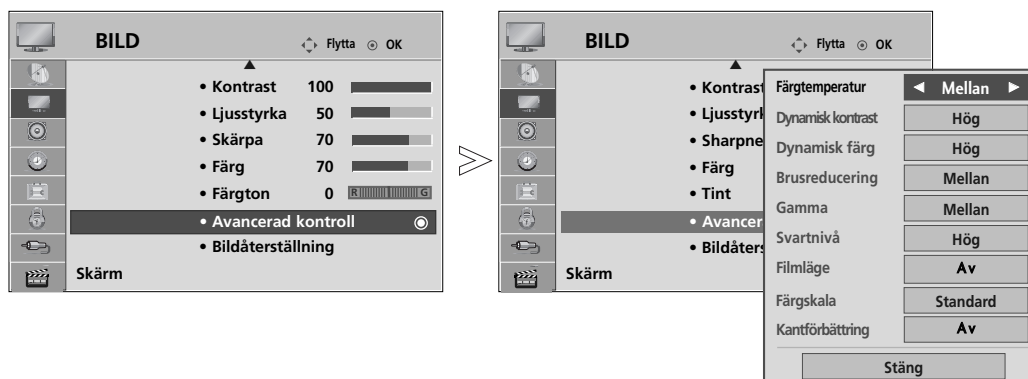 BILD Flytta OK
• Kontrast 100
• Ljusstyrka 50
• Skärpa 70
• Färg 70
• Färgton 0 R G
• Avancerad kontroll
• Bildåterställning
Skärm
BILD Flytta OK
• Kontrast
• Ljusstyrk
• Sharpne
• Färg
• Tint
• Avancer
• Bildåters
Skärm
Färgtemperatur Mellan
Dynamisk kontrast Hög
Dynamisk färg Hög
Brusreducering Mellan
Gamma Mellan
Svartnivå Hög
Filmläge Av
Färgskala Standard
Kantförbättring Av
Stäng